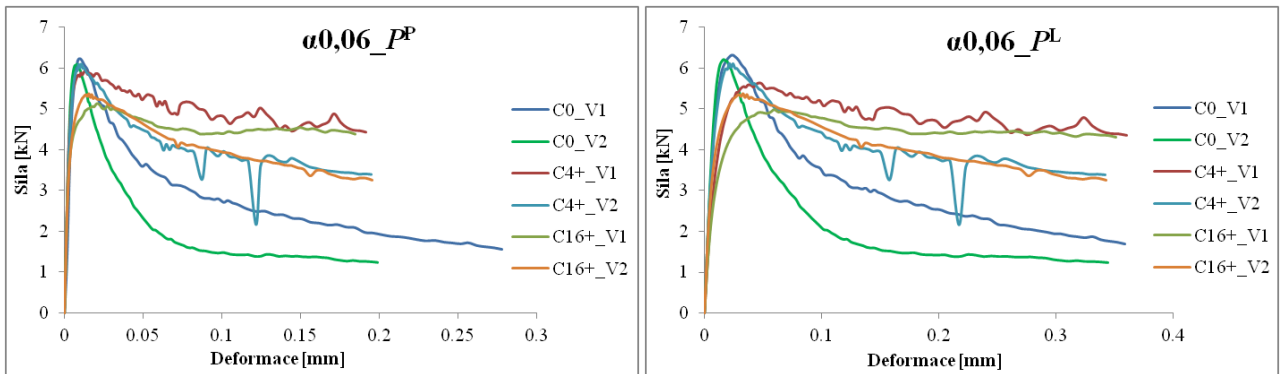 α0,06_Pᴾ
7
6
5
4
3
2
1
0
Síla [kN]
0 0.05 0.1 0.15 0.2 0.25 0.3
Deformace [mm]
C0_V1
C0_V2
C4+_V1
C4+_V2
C16+_V1
C16+_V2
α0,06_Pᴸ
7
6
5
4
3
2
1
0
Síla [kN]
0 0.1 0.2 0.3 0.4
Deformace [mm]
C0_V1
C0_V2
C4+_V1
C4+_V2
C16+_V1
C16+_V2